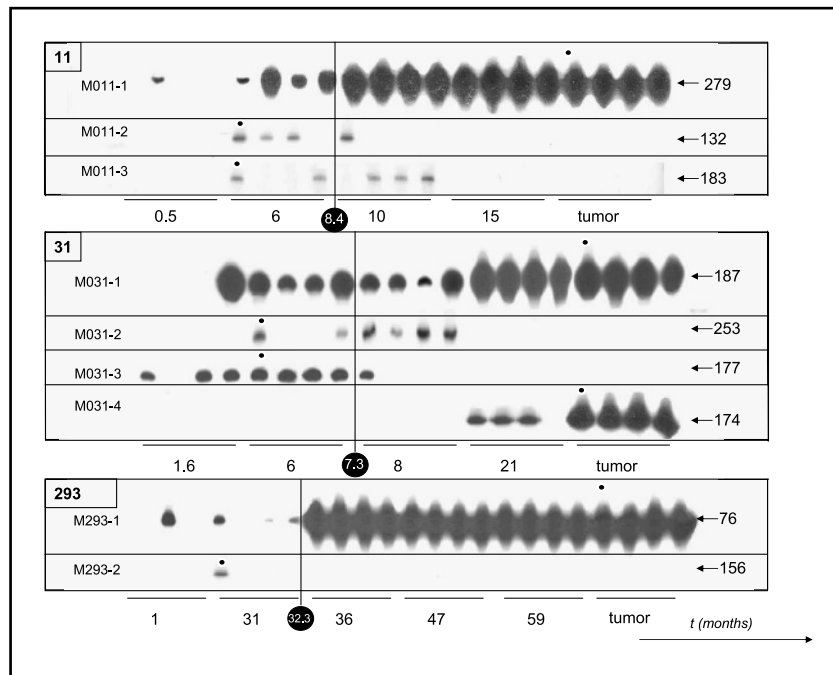 11
M011-1
←279
M011-2
←132
M011-3
←183
0.5 6 8.4 10 15 tumor
31
M031-1
←187
M031-2
←253
M031-3
←177
M031-4
←174
1.6 6 7.3 8 21 tumor
293
M293-1
←76
M293-2
←156
1 31 32.3 36 47 59 tumor
t (months)